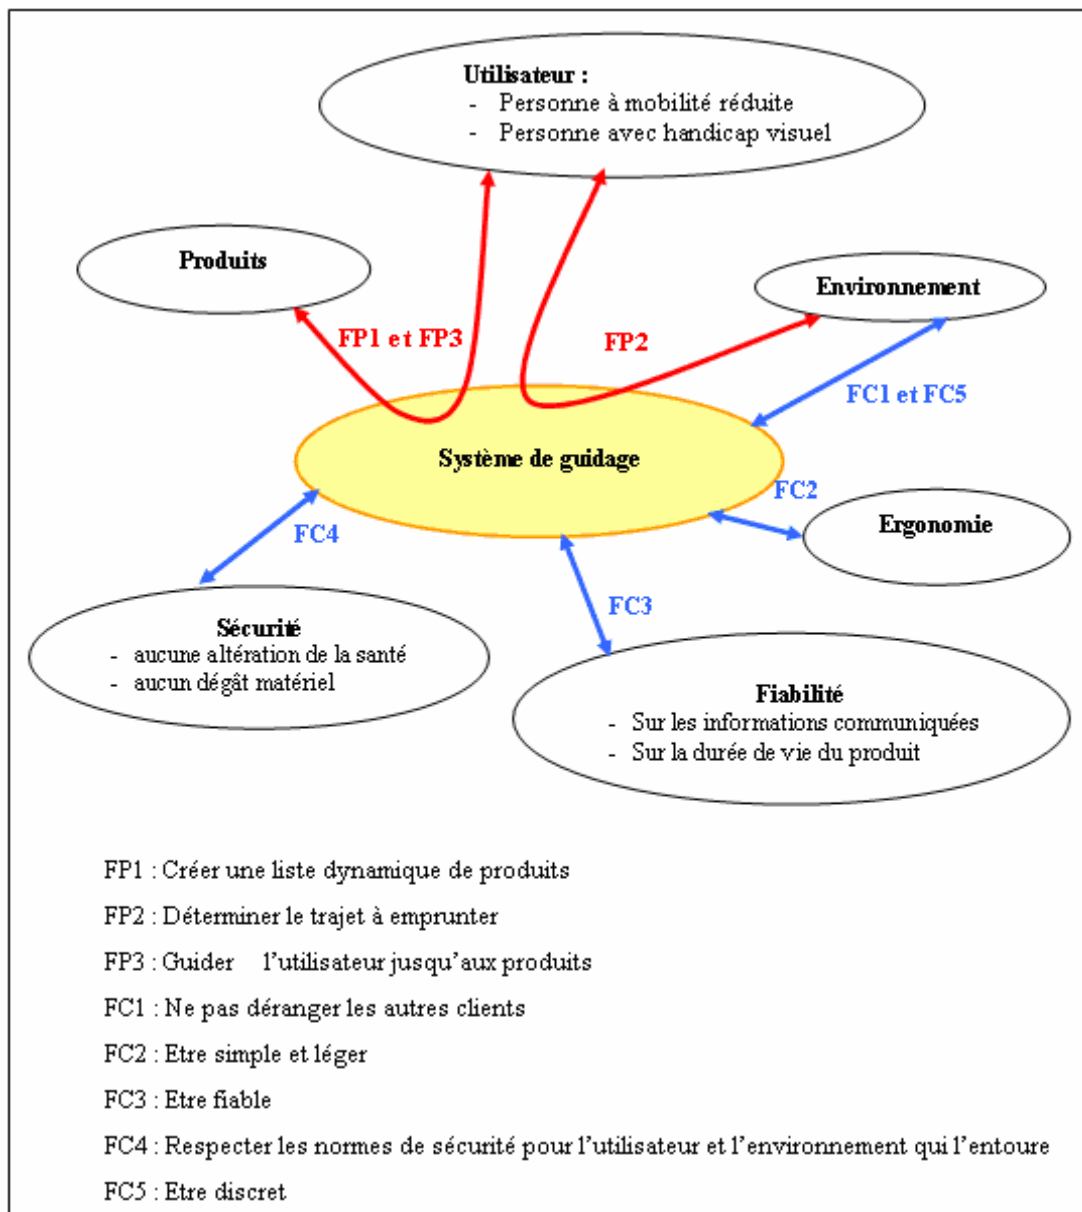 Utilisateur :
- Personne à mobilité réduite
- Personne avec handicap visuel
Produits
Environnement
FP1 et FP3
FP2
FC1 et FC5
Système de guidage
FC2
Ergonomie
FC4
FC3
Sécurité
- aucune altération de la santé
- aucun dégât matériel
Fiabilité
- Sur les informations communiquées
- Sur la durée de vie du produit
FP1 : Créer une liste dynamique de produits
FP2 : Déterminer le trajet à emprunter
FP3 : Guider l'utilisateur jusqu'aux produits
FC1 : Ne pas déranger les autres clients
FC2 : Etre simple et léger
FC3 : Etre fiable
FC4 : Respecter les normes de sécurité pour l'utilisateur et l'environnement qui l'entoure
FC5 : Etre discret